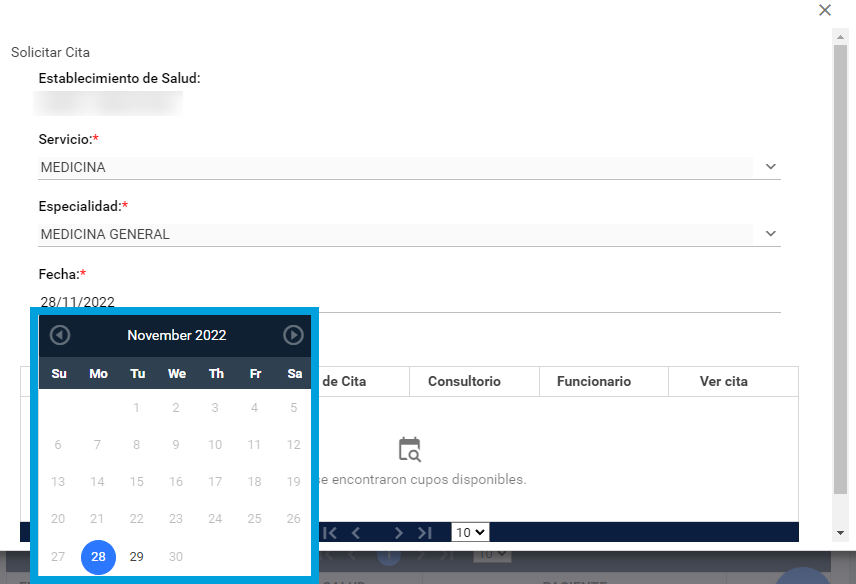 Solicitar Cita
Establecimiento de Salud:
Servicio:*
MEDICINA
Especialidad:*
MEDICINA GENERAL
Fecha:*
28/11/2022
November 2022
Su Mo Tu We Th Fr Sa
1 2 3 4 5
6 7 8 9 10 11 12
13 14 15 16 17 18 19
20 21 22 23 24 25 26
27 28 29 30
de Cita Consultorio Funcionario Ver cita
se encontraron cupos disponibles.
10
1 10
PACIENTE